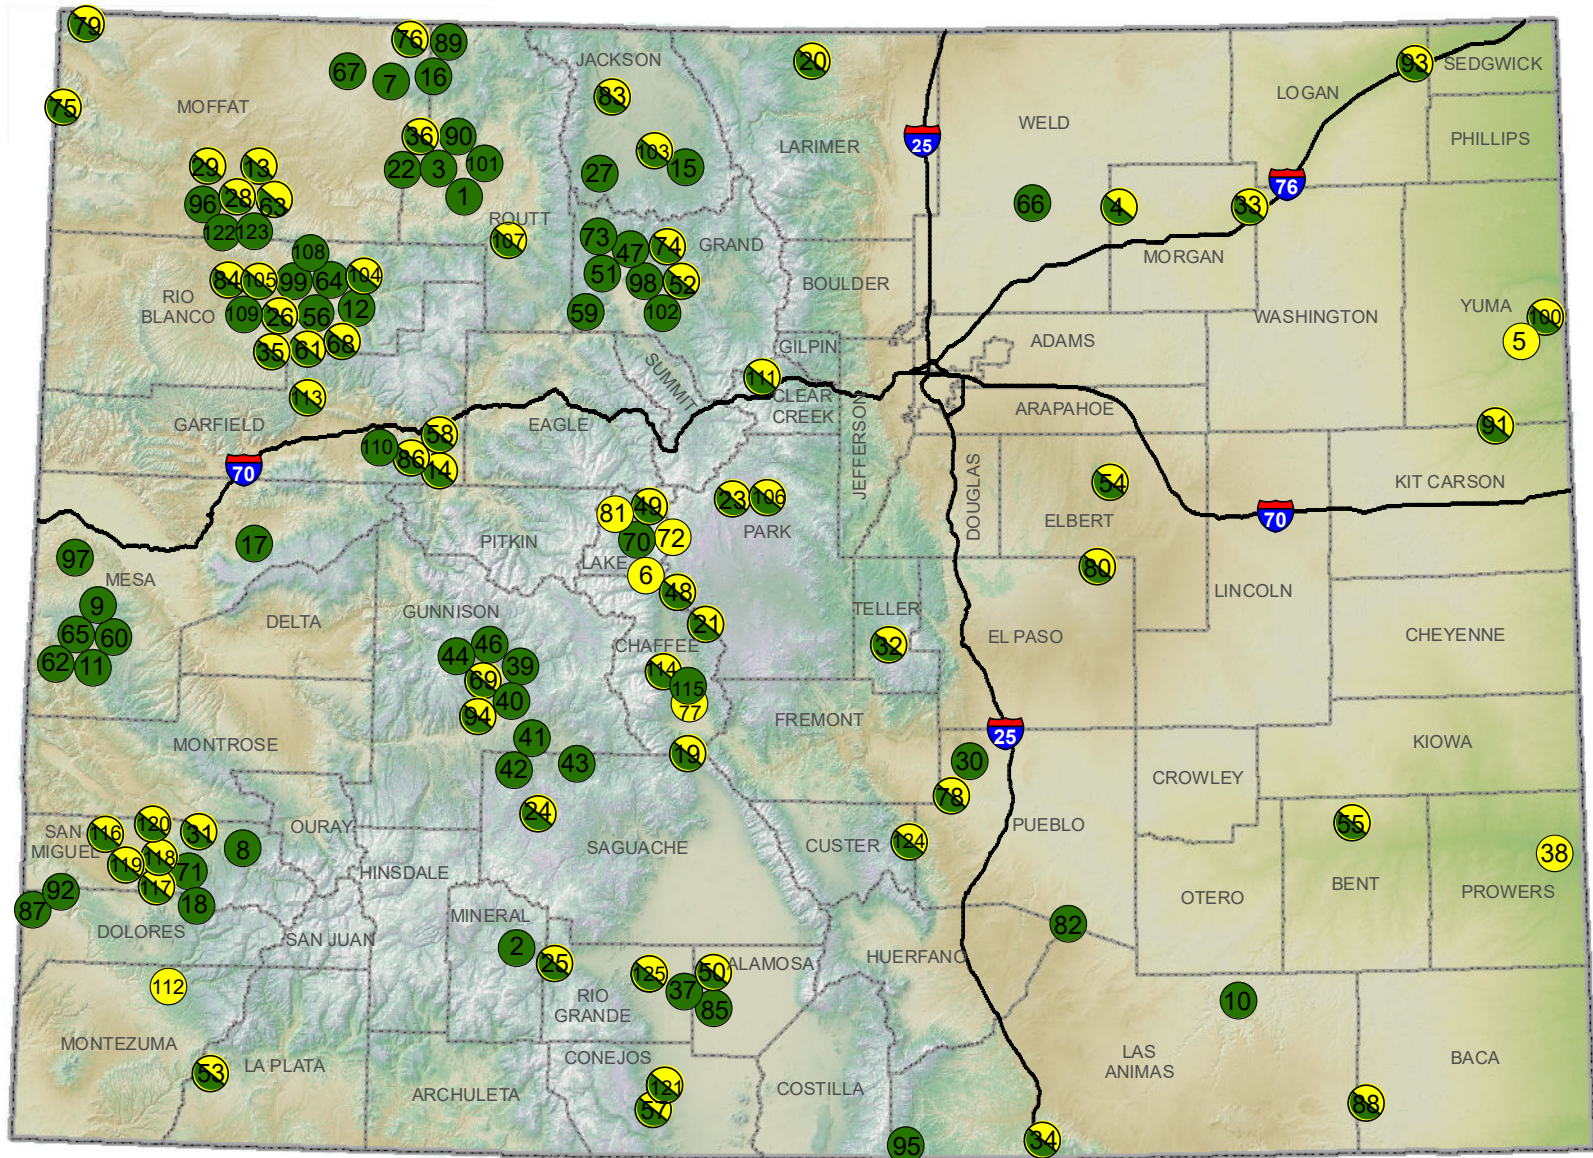 79
76
89
JACKSON
20
93
SEDGWICK
67
7
16
83
LOGAN
75
MOFFAT
WELD
PHILLIPS
25
36
90
103
LARIMER
29
13
22
3
101
27
15
76
96
28
63
1
66
4
33
122
123
ROUTT
107
73
47
74
GRAND
MORGAN
108
84
105
99
64
104
51
98
52
BOULDER
RIO
BLANCO
109
26
56
12
59
102
WASHINGTON
YUMA
100
5
35
61
68
GILPIN
ADAMS
SUMMIT
111
CLEAR
CREEK
113
ARAPAHOE
GARFIELD
EAGLE
JEFFERSON
91
110
86
58
14
70
DOUGLAS
54
KIT CARSON
81
49
23
106
ELBERT
70
17
PITKIN
70
72
PARK
97
MESA
LAKE
6
48
80
LINCOLN
9
GUNNISON
TELLER
65
60
DELTA
21
EL PASO
CHEYENNE
62
11
44
46
39
CHAFFEE
32
69
114
40
115
77
94
FREMONT
25
MONTROSE
41
19
KIOWA
42
43
30
CROWLEY
78
24
PUEBLO
120
116
31
OURAY
55
SAN
MIGUEL
119
118
71
8
SAGUACHE
CUSTER
124
38
HINSDALE
BENT
PROWERS
92
117
OTERO
87
18
DOLORES
MINERAL
82
SAN JUAN
2
25
HUERFANO
112
125
50
ALAMOSA
37
85
RIO
GRANDE
10
MONTEZUMA
53
LA PLATA
CONEJOS
LAS
ANIMAS
BACA
ARCHULETA
121
57
COSTILLA
88
95
34